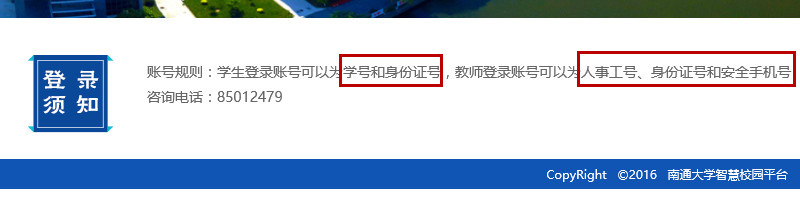 登录
须知
账号规则：学生登录账号可以为学号和身份证号，教师登录账号可以为人事工号、身份证号和安全手机号
咨询电话：85012479
CopyRight ©2016 南通大学智慧校园平台